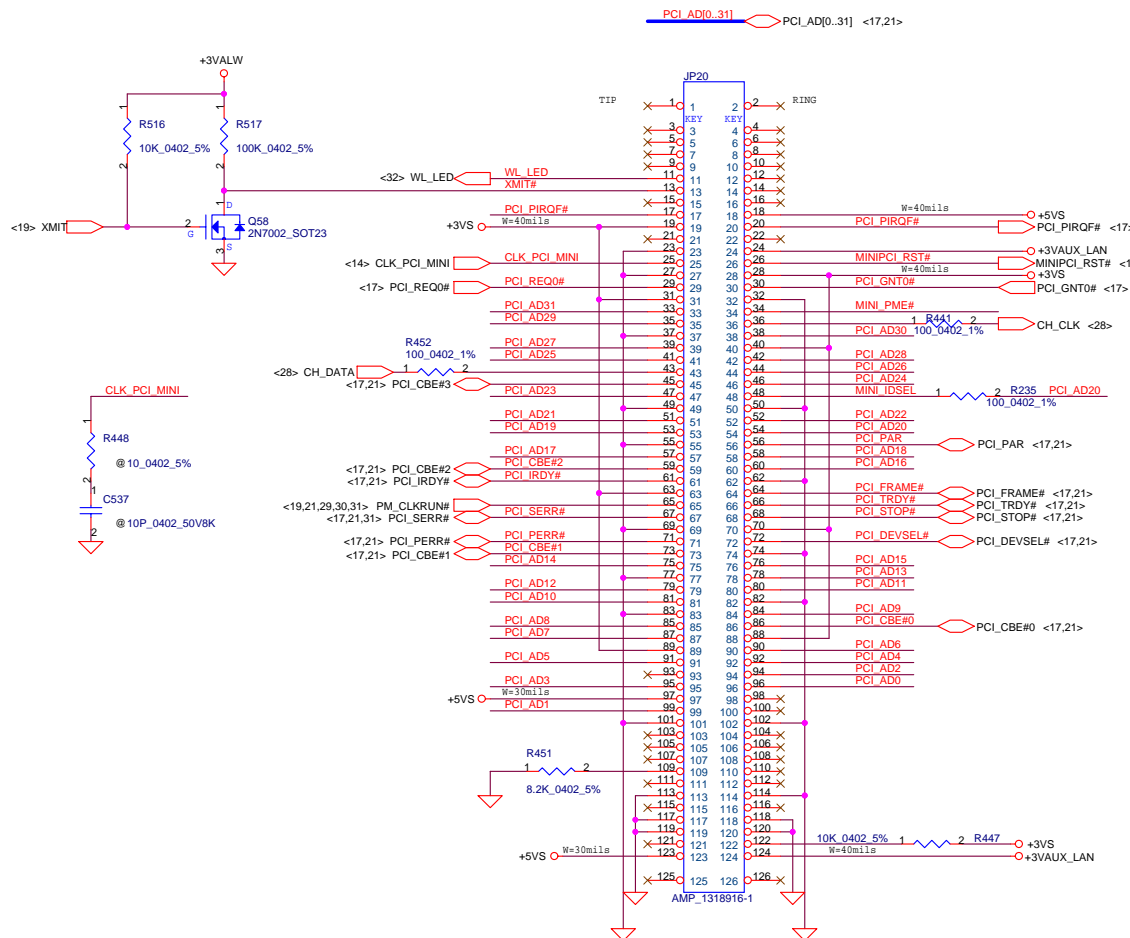 PCI_AD[0..31]
PCI_AD[0..31] <17,21>
+3VALW
R516
10K_0402_5%
R517
100K_0402_5%
<19> XMIT
Q58
2N7002_SOT23
D
G
S
<32> WL_LED
WL_LED
XMIT#
JP20
TIP
RING
KEY
KEY
PCI_PIRQF#
+3VS
W=40mils
<14> CLK_PCI_MINI
CLK_PCI_MINI
<17> PCI_REQ0#
PCI_REQ0#
PCI_AD31
PCI_AD29
PCI_AD27
PCI_AD25
R452
100_0402_1%
<28> CH_DATA
<17,21> PCI_CBE#3
PCI_AD23
PCI_AD21
PCI_AD19
PCI_AD17
<17,21> PCI_CBE#2
PCI_CBE#2
<17,21> PCI_IRDY#
PCI_IRDY#
<19,21,29,30,31> PM_CLKRUN#
<17,21,31> PCI_SERR#
PCI_SERR#
<17,21> PCI_PERR#
PCI_PERR#
<17,21> PCI_CBE#1
PCI_CBE#1
PCI_AD14
PCI_AD12
PCI_AD10
PCI_AD8
PCI_AD7
PCI_AD5
PCI_AD3
+5VS
W=30mils
PCI_AD1
R451
8.2K_0402_5%
+5VS
W=30mils
CLK_PCI_MINI
R448
@10_0402_5%
C537
@10P_0402_50V8K
W=40mils
+5VS
PCI_PIRQF#
PCI_PIRQF# <17
+3VAUX_LAN
MINIPCI_RST#
MINIPCI_RST# <1
W=40mils
+3VS
PCI_GNT0#
PCI_GNT0# <17>
MINI_PME#
R441
100_0402_1%
CH_CLK <28>
PCI_AD30
PCI_AD28
PCI_AD26
PCI_AD24
MINI_IDSEL
R235
100_0402_1%
PCI_AD20
PCI_AD22
PCI_AD20
PCI_PAR
PCI_PAR <17,21>
PCI_AD18
PCI_AD16
PCI_FRAME#
PCI_FRAME# <17,21>
PCI_TRDY#
PCI_TRDY# <17,21>
PCI_STOP#
PCI_STOP# <17,21>
PCI_DEVSEL#
PCI_DEVSEL# <17,21>
PCI_AD15
PCI_AD13
PCI_AD11
PCI_AD9
PCI_CBE#0
PCI_CBE#0 <17,21>
PCI_AD6
PCI_AD4
PCI_AD2
PCI_AD0
10K_0402_5%
R447
+3VS
W=40mils
+3VAUX_LAN
AMP_1318916-1